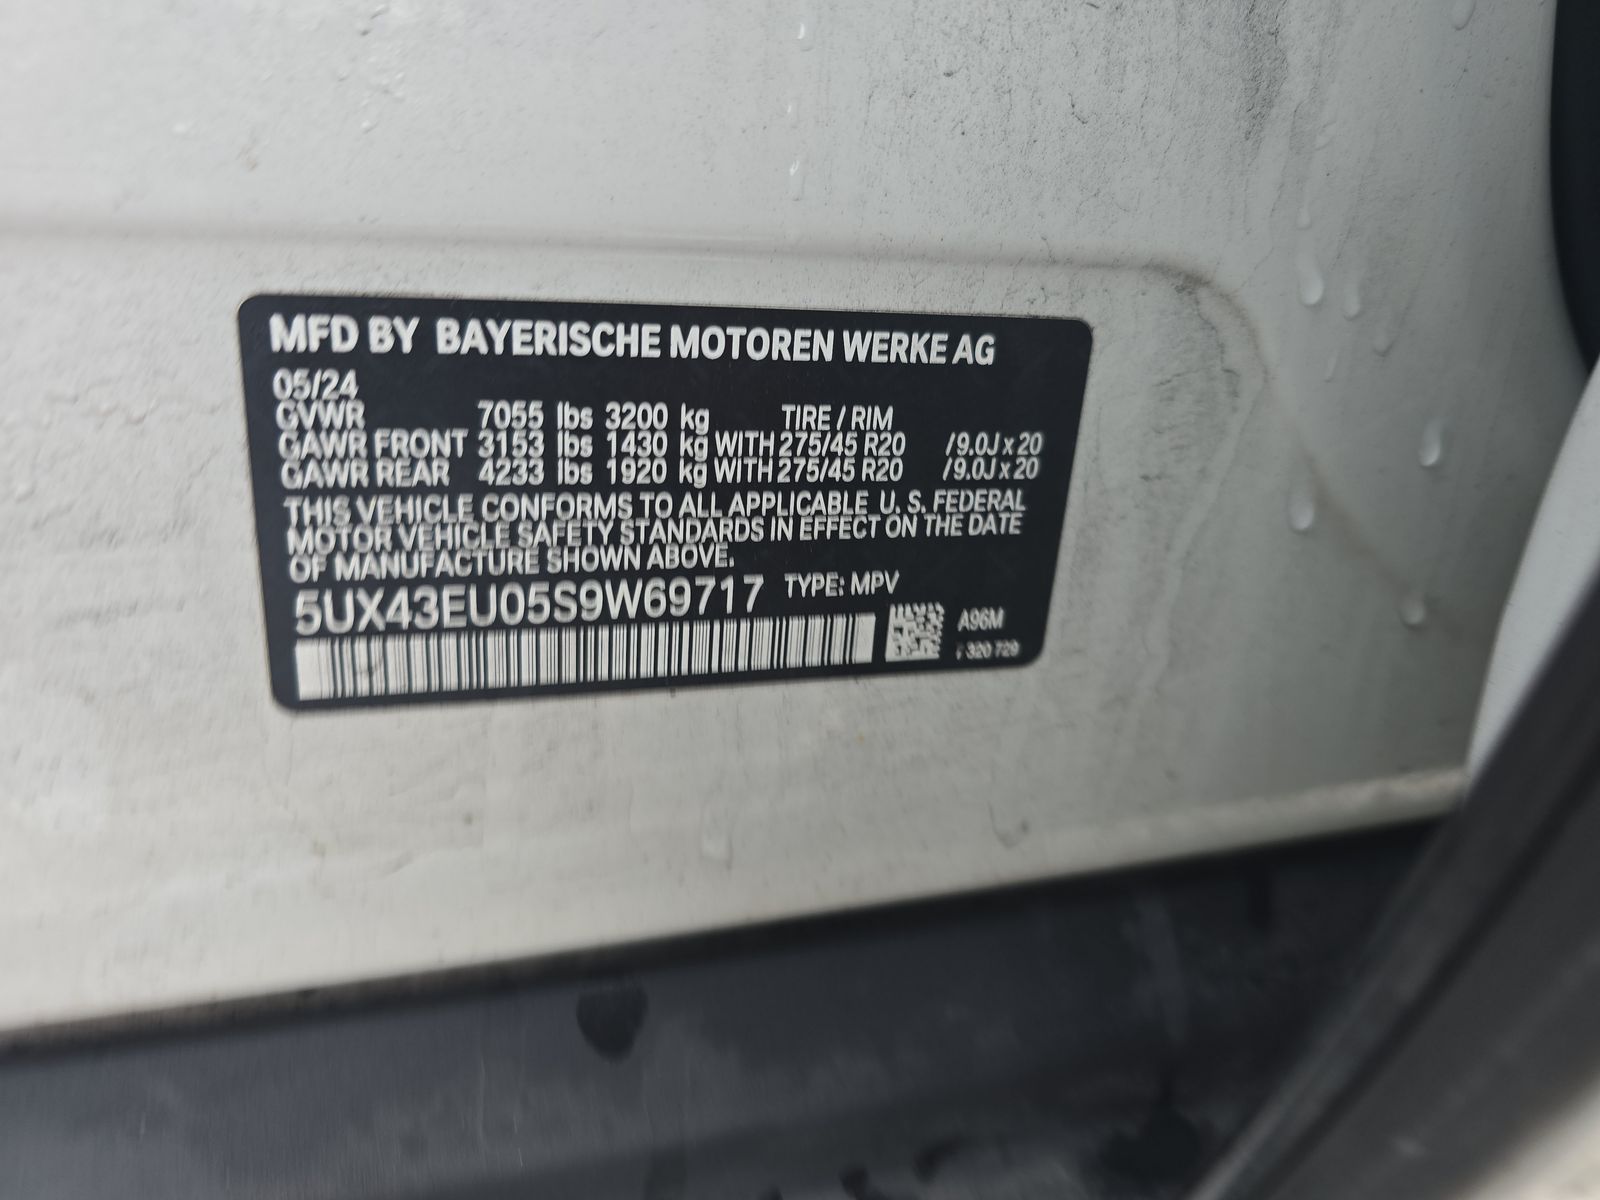 MFD BY BAYERISCHE MOTOREN WERKE AG
05/24
GVWR 7055 lbs 3200 kg TIRE / RIM
GAWR FRONT 3153 lbs 1430 kg WITH 275/45 R20 /9.0J x 20
GAWR REAR 4233 lbs 1920 kg WITH 275/45 R20 /9.0J x 20
THIS VEHICLE CONFORMS TO ALL APPLICABLE U. S. FEDERAL
MOTOR VEHICLE SAFETY STANDARDS IN EFFECT ON THE DATE
OF MANUFACTURE SHOWN ABOVE.
5UX43EU05S9W69717 TYPE: MPV
A96M
320 729